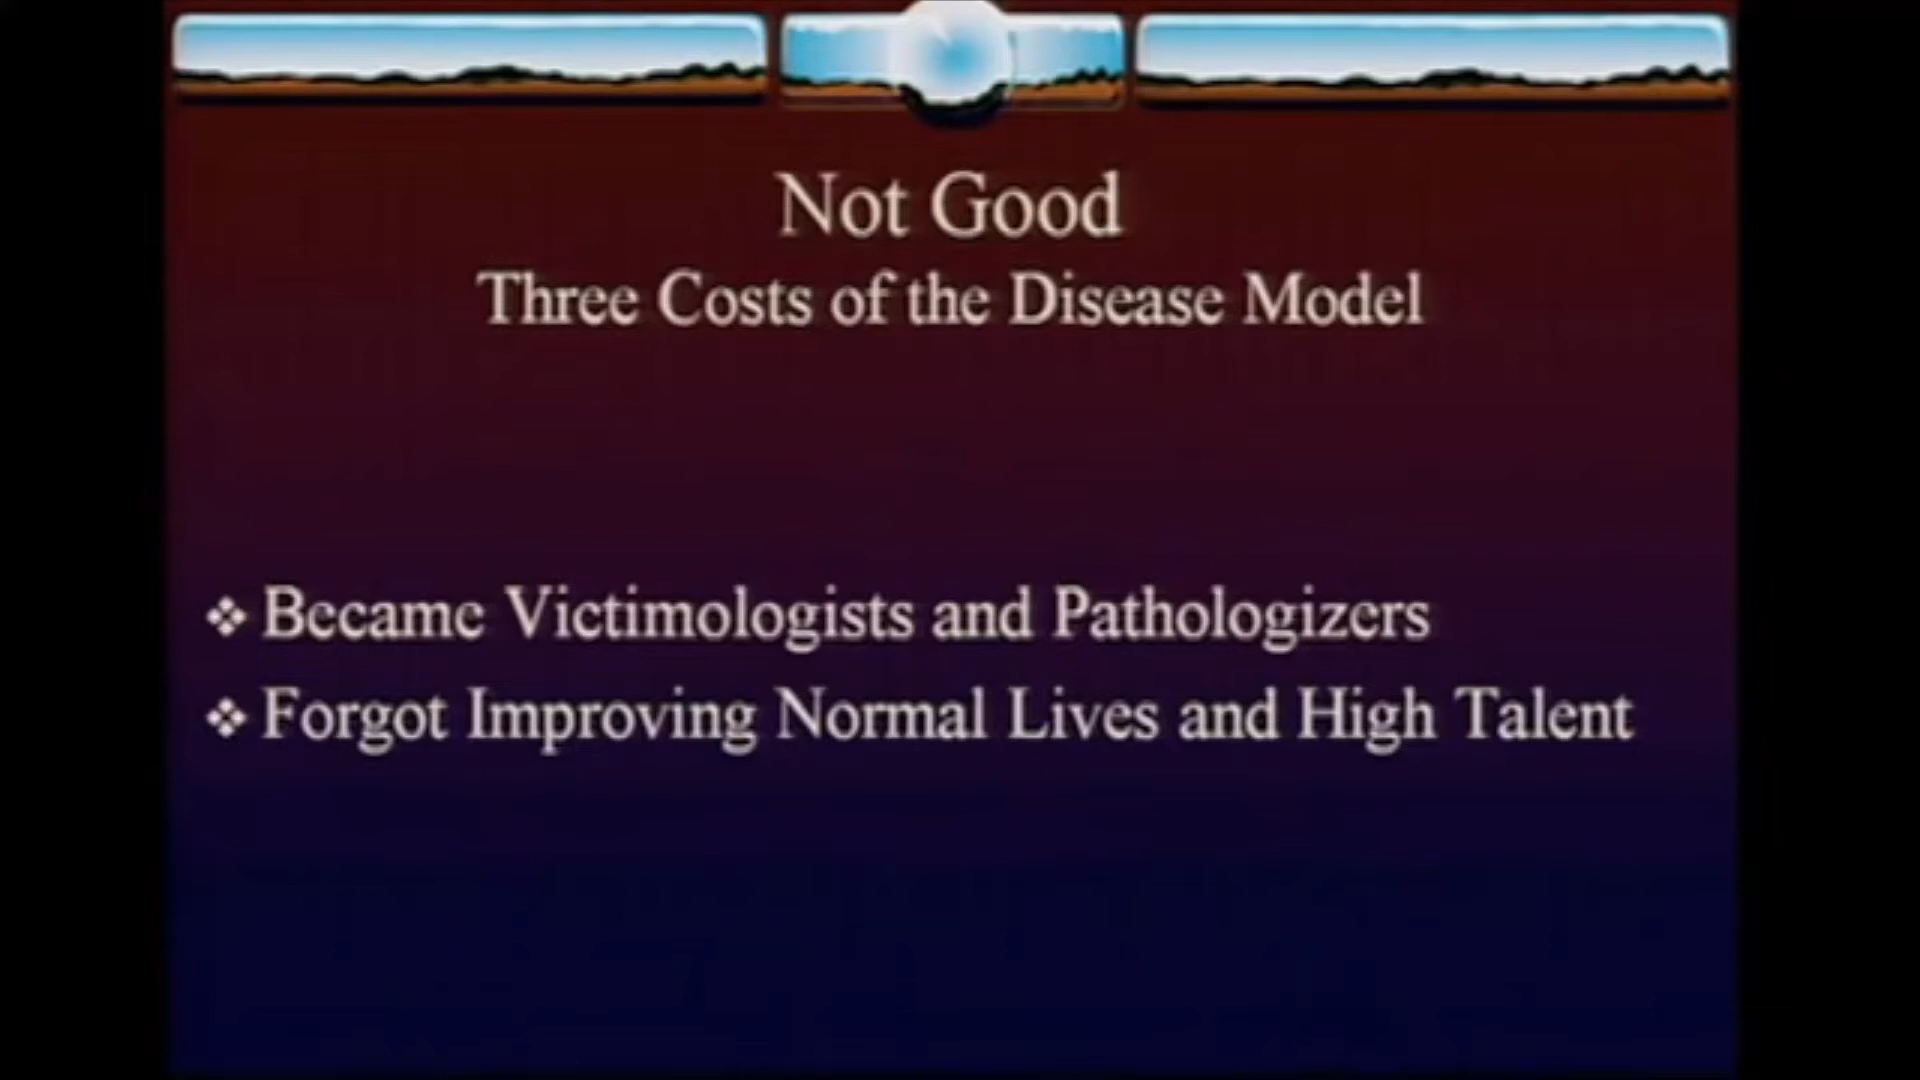 Not Good
Three Costs of the Disease Model
❖ Became Victimologists and Pathologizers
❖ Forgot Improving Normal Lives and High Talent